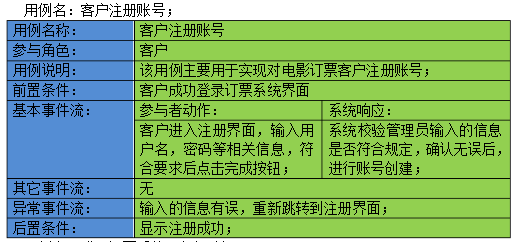 用例名：客户注册账号；
用例名称： 客户注册账号
参与角色： 客户
用例说明： 该用例主要用于实现对电影订票客户注册账号；
前置条件： 客户成功登录订票系统界面
基本事件流： 参与者动作： 系统响应：
客户进入注册界面，输入用 系统校验管理员输入的信息
户名，密码等相关信息，符 是否符合规定，确认无误后，
合要求后点击完成按钮； 进行账号创建；
其它事件流： 无
异常事件流： 输入的信息有误，重新跳转到注册界面；
后置条件： 显示注册成功；